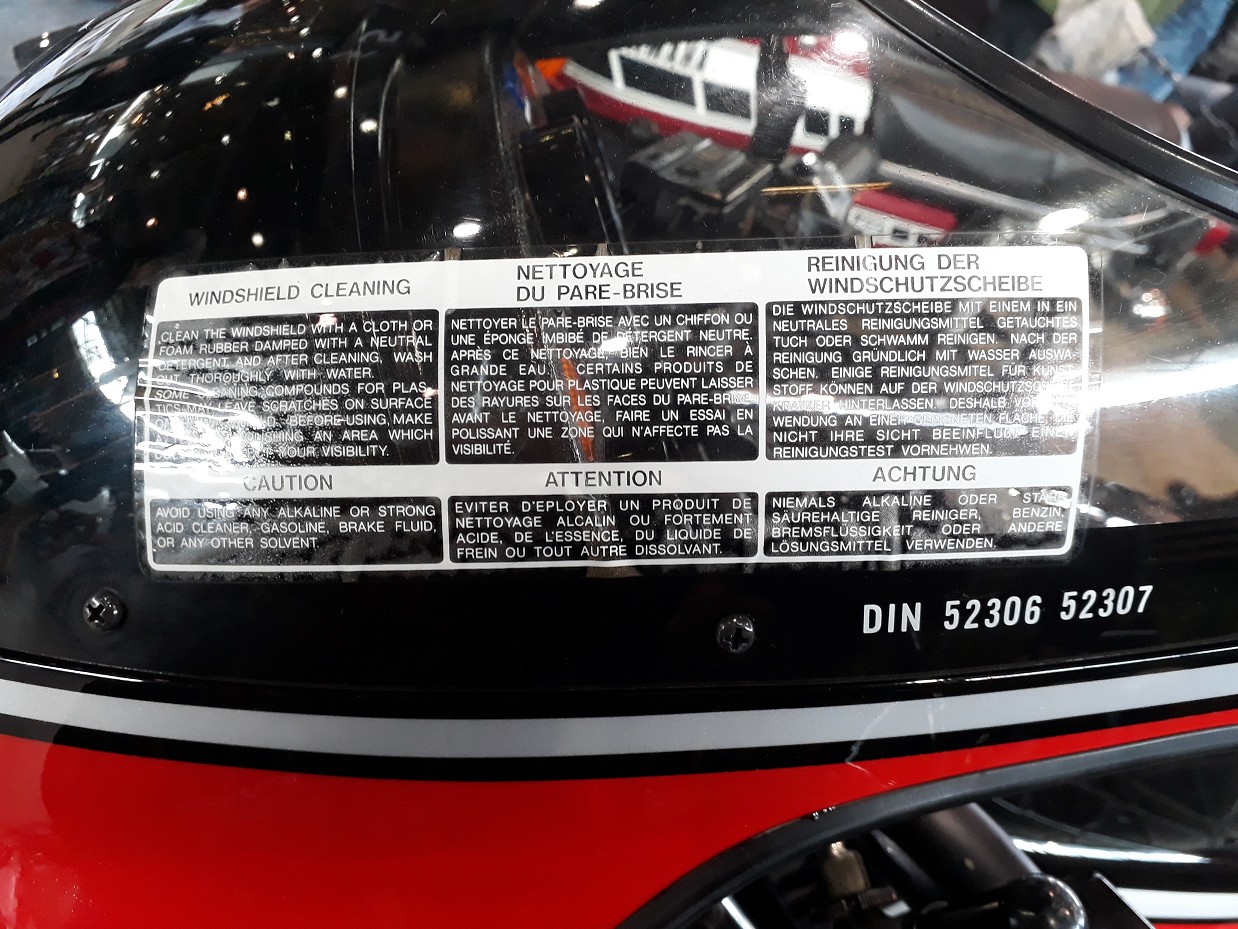 WINDSHIELD CLEANING
CLEAN THE WINDSHIELD WITH A CLOTH OR
FOAM RUBBER DAMPED WITH A NEUTRAL
DETERGENT, AND AFTER CLEANING, WASH
OUT THOROUGHLY WITH WATER.
SOME CLEANING COMPOUNDS FOR PLAS-
TICS MAY LEAVE SCRATCHES ON SURFACE
BEFORE USING, MAKE
AN AREA WHICH
YOUR VISIBILITY.
CAUTION
AVOID USING ANY ALKALINE OR STRONG
ACID CLEANER, GASOLINE, BRAKE FLUID,
OR ANY OTHER SOLVENT.
NETTOYAGE
DU PARE-BRISE
NETTOYER LE PARE-BRISE AVEC UN CHIFFON OU
UNE ÉPONGE IMBIBÉ DE DÉTERGENT NEUTRE.
APRÈS CE NETTOYAGE, BIEN LE RINCER À
GRANDE EAU. CERTAINS PRODUITS DE
NETTOYAGE POUR PLASTIQUE PEUVENT LAISSER
DES RAYURES SUR LES FACES DU PARE-BRISE
AVANT LE NETTOYAGE, FAIRE UN ESSAI EN
POLISSANT UNE ZONE QUI N'AFFECTE PAS LA
VISIBILITÉ.
ATTENTION
EVITER D'EPLOYER UN PRODUIT DE
NETTOYAGE ALCALIN OU FORTEMENT
ACIDE, DE L'ESSENCE, DU LIQUIDE DE
FREIN OU TOUT AUTRE DISSOLVANT.
REINIGUNG DER
WINDSCHUTZSCHEIBE
DIE WINDSCHUTZSCHEIBE MIT EINEM IN EIN
NEUTRALES REINIGUNGSMITTEL GETAUCHTES
TUCH ODER SCHWAMM REINIGEN. NACH DER
REINIGUNG GRÜNDLICH MIT WASSER AUSWA-
SCHEN. EINIGE REINIGUNGSMITTEL FÜR KUNST-
STOFF KÖNNEN AUF DER WINDSCHUTZSCHEIBE
KRATZER HINTERLASSEN. DESHALB VOR
WENDUNG AN EINER GEEIGNETEN FLÄCHE DIE
NICHT IHRE SICHT BEEINFLUßT EINEN
REINIGUNGSTEST VORNEHMEN.
ACHTUNG
NIEMALS ALKALINE ODER STARK
SÄUREHALTIGE REINIGER, BENZIN,
BREMSFLÜSSIGKEIT ODER ANDERE
LÖSUNGSMITTEL VERWENDEN.
DIN 52306 52307